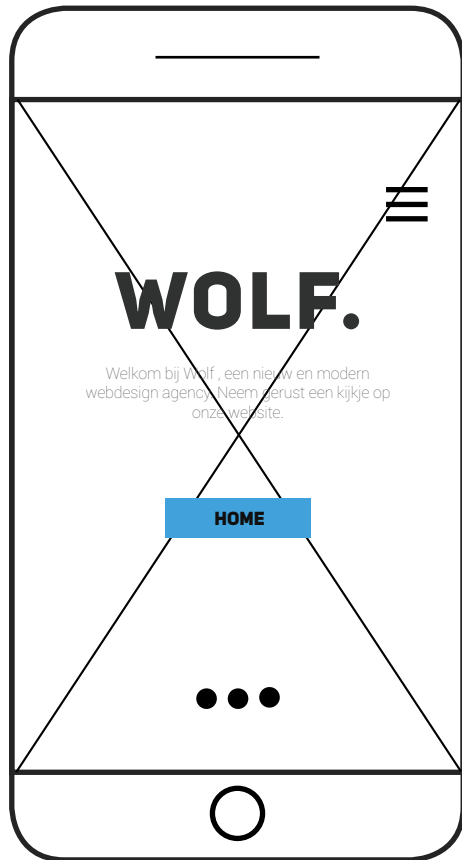 WOLF.
Welkom bij Wolf , een nieuw en modern
webdesign agency. Neem gerust een kijkje op
onze website.
HOME